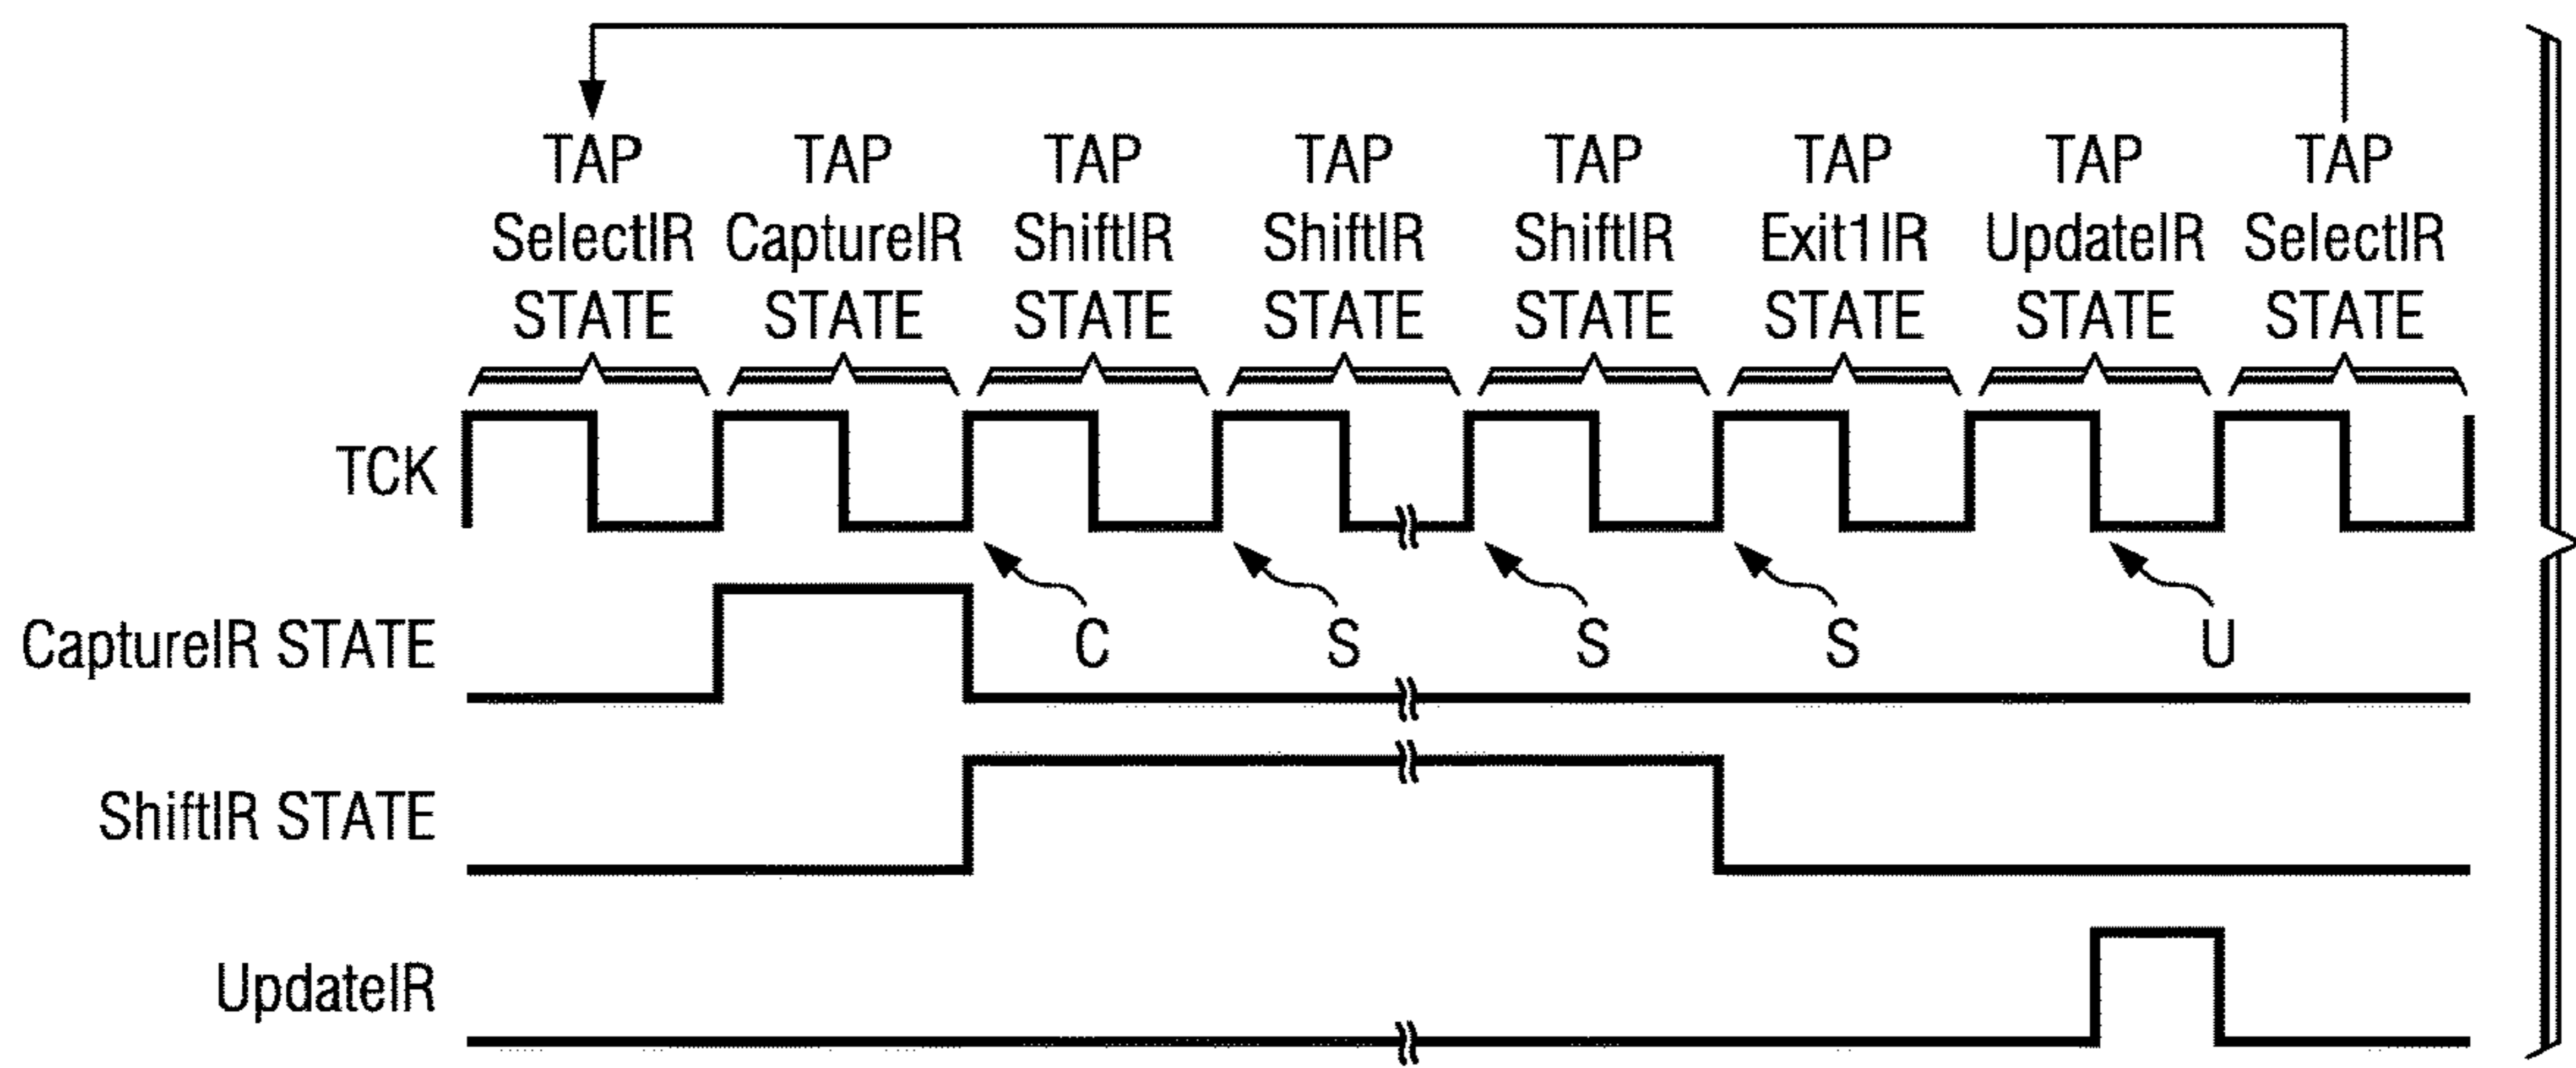 TAP TAP TAP TAP TAP TAP TAP TAP
SelectIR CaptureIR ShiftIR ShiftIR ShiftIR Exit1IR UpdateIR SelectIR
STATE STATE STATE STATE STATE STATE STATE STATE
TCK
CaptureIR STATE C S S S U
ShiftIR STATE
UpdateIR